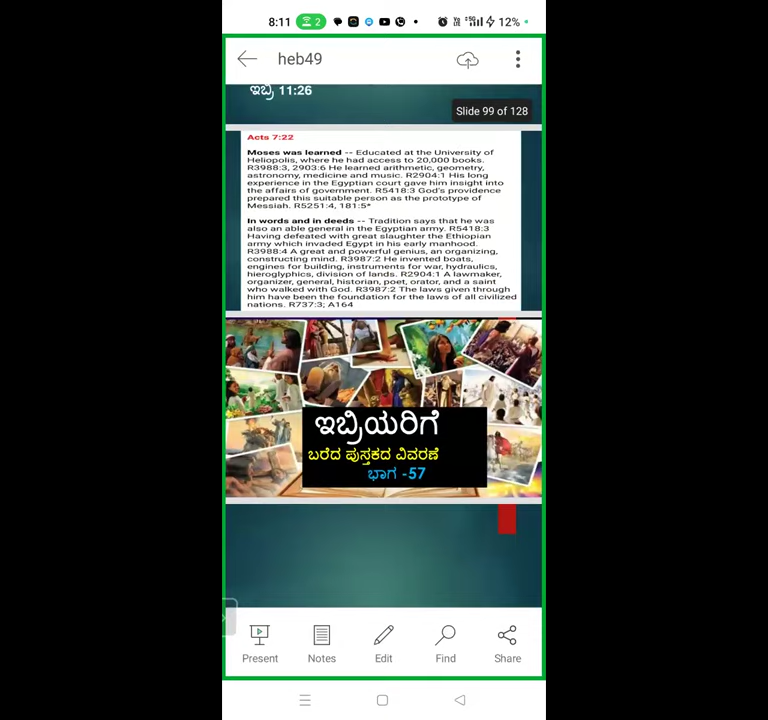 8:11 2 12%
heb49
ಇಬ್ರಿ 11:26
Slide 99 of 128
Acts 7:22
Moses was learned -- Educated at the University of
Heliopolis, where he had access to 20,000 books.
R3988:3, 2903:6 He learned arithmetic, geometry,
astronomy, medicine and music. R2904:1 His long
experience in the Egyptian court gave him insight into
the affairs of government. R5418:3 God's providence
prepared this suitable person as the prototype of
Messiah. R5251:4, 181:5*
In words and in deeds -- Tradition says that he was
also an able general in the Egyptian army. R5418:3
Having defeated with great slaughter the Ethiopian
army which invaded Egypt in his early manhood.
R3988:4 A great and powerful genius, an organizing,
constructing mind. R3987:2 He invented boats,
engines for building, instruments for war, hydraulics,
hieroglyphics, division of lands. R2904:1 A lawmaker,
organizer, general, historian, poet, orator, and a saint
who walked with God. R3987:2 The laws given through
him have been the foundation for the laws of all civilized
nations. R737:3; A164
ಇಬ್ರಿಯರಿಗೆ
ಬರೆದ ಪುಸ್ತಕದ ವಿವರಣೆ
ಭಾಗ -57
Present Notes Edit Find Share